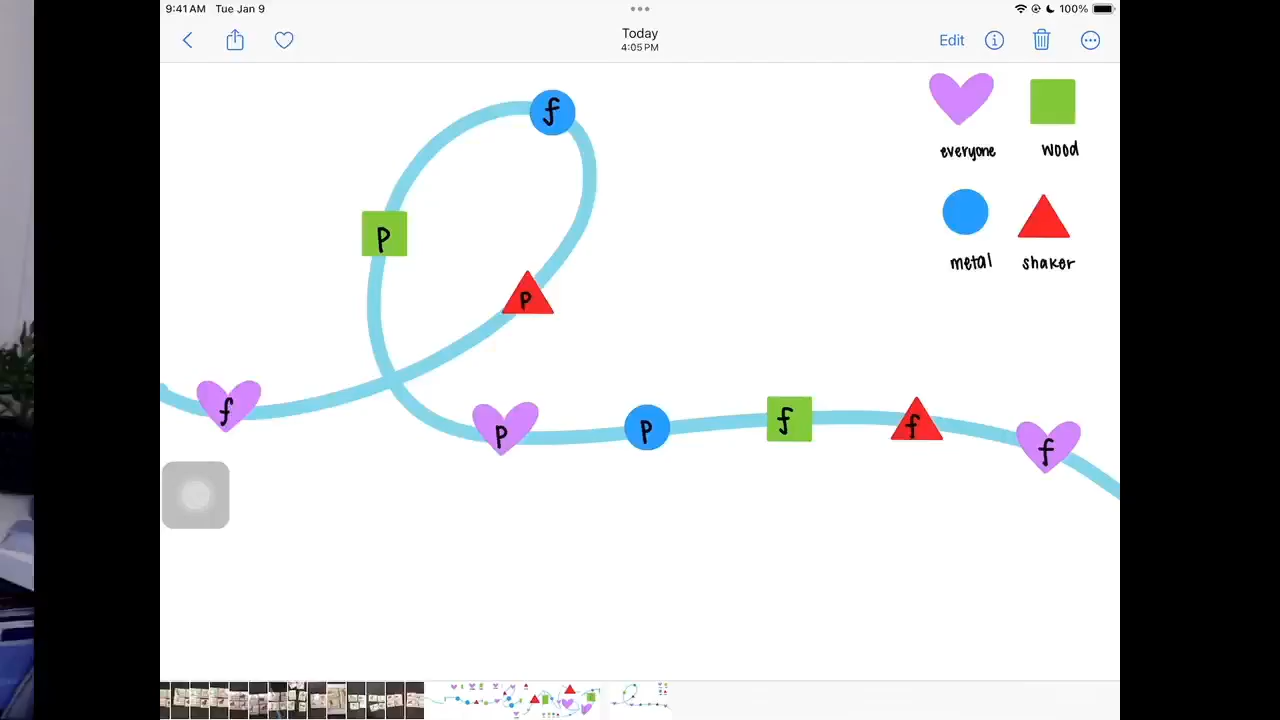 9:41 AM Tue Jan 9
100%
Today
4:05 PM
Edit
f
everyone
wood
p
metal
shaker
p
f
p
p
f
f
f